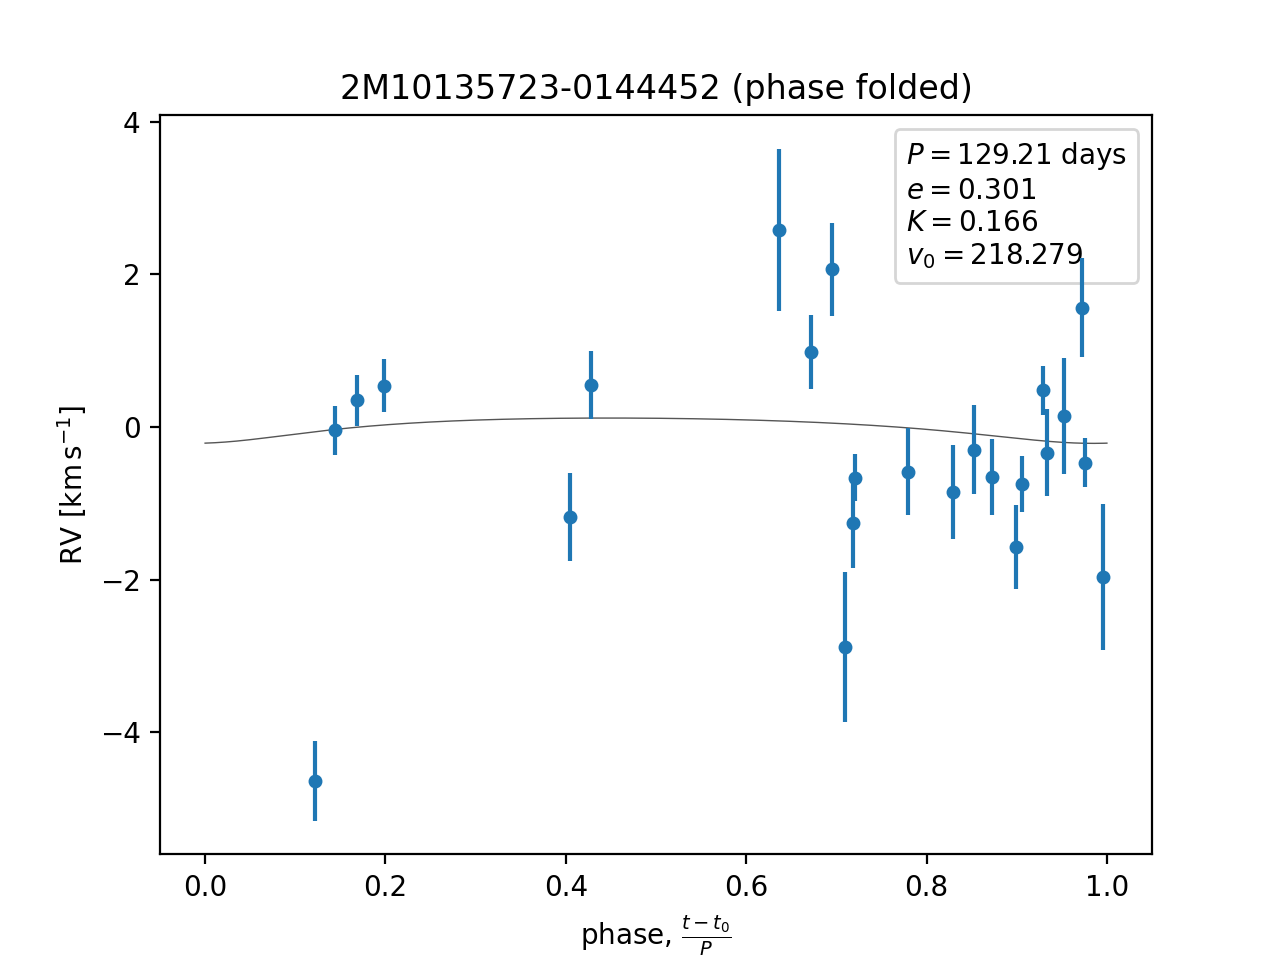 2M10135723-0144452 (phase folded)
P = 129.21 days
e = 0.301
K = 0.166
v₀ = 218.279
4
2
0
−2
−4
RV [km s⁻¹]
0.0 0.2 0.4 0.6 0.8 1.0
phase, (t − t₀)/P